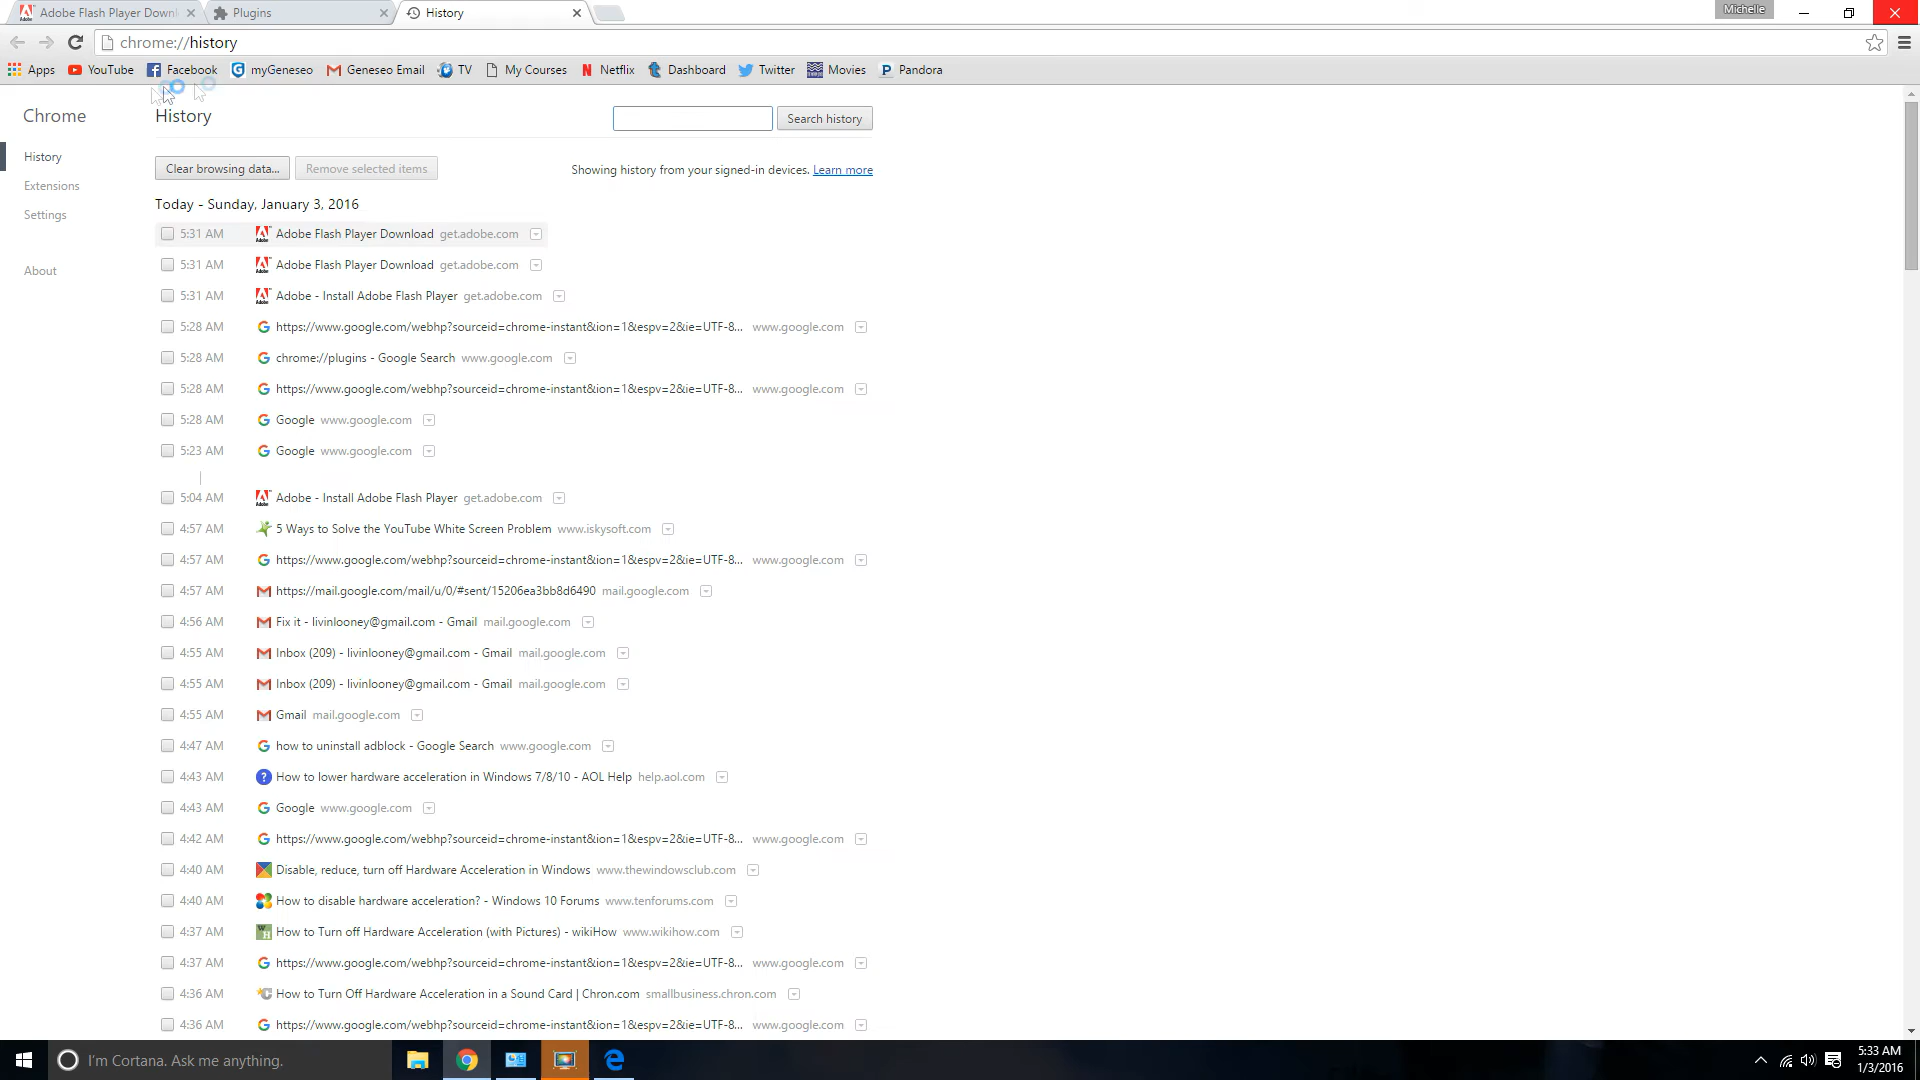 Adobe Flash Player Downl
Plugins
History
Michelle
chrome://history
Apps YouTube Facebook myGeneseo Geneseo Email TV My Courses Netflix Dashboard Twitter Movies Pandora
Chrome
History
Search history
History
Extensions
Settings
About
Clear browsing data... Remove selected items Showing history from your signed-in devices. Learn more
Today - Sunday, January 3, 2016
5:31 AM Adobe Flash Player Download get.adobe.com
5:31 AM Adobe Flash Player Download get.adobe.com
5:31 AM Adobe - Install Adobe Flash Player get.adobe.com
5:28 AM https://www.google.com/webhp?sourceid=chrome-instant&ion=1&espv=2&ie=UTF-8... www.google.com
5:28 AM chrome://plugins - Google Search www.google.com
5:28 AM https://www.google.com/webhp?sourceid=chrome-instant&ion=1&espv=2&ie=UTF-8... www.google.com
5:28 AM Google www.google.com
5:23 AM Google www.google.com
5:04 AM Adobe - Install Adobe Flash Player get.adobe.com
4:57 AM 5 Ways to Solve the YouTube White Screen Problem www.iskysoft.com
4:57 AM https://www.google.com/webhp?sourceid=chrome-instant&ion=1&espv=2&ie=UTF-8... www.google.com
4:57 AM https://mail.google.com/mail/u/0/#sent/15206ea3bb8d6490 mail.google.com
4:56 AM Fix it - livinlooney@gmail.com - Gmail mail.google.com
4:55 AM Inbox (209) - livinlooney@gmail.com - Gmail mail.google.com
4:55 AM Inbox (209) - livinlooney@gmail.com - Gmail mail.google.com
4:55 AM Gmail mail.google.com
4:47 AM how to uninstall adblock - Google Search www.google.com
4:43 AM How to lower hardware acceleration in Windows 7/8/10 - AOL Help help.aol.com
4:43 AM Google www.google.com
4:42 AM https://www.google.com/webhp?sourceid=chrome-instant&ion=1&espv=2&ie=UTF-8... www.google.com
4:40 AM Disable, reduce, turn off Hardware Acceleration in Windows www.thewindowsclub.com
4:40 AM How to disable hardware acceleration? - Windows 10 Forums www.tenforums.com
4:37 AM How to Turn off Hardware Acceleration (with Pictures) - wikiHow www.wikihow.com
4:37 AM https://www.google.com/webhp?sourceid=chrome-instant&ion=1&espv=2&ie=UTF-8... www.google.com
4:36 AM How to Turn Off Hardware Acceleration in a Sound Card | Chron.com smallbusiness.chron.com
4:36 AM https://www.google.com/webhp?sourceid=chrome-instant&ion=1&espv=2&ie=UTF-8... www.google.com
I'm Cortana. Ask me anything.
5:33 AM
1/3/2016